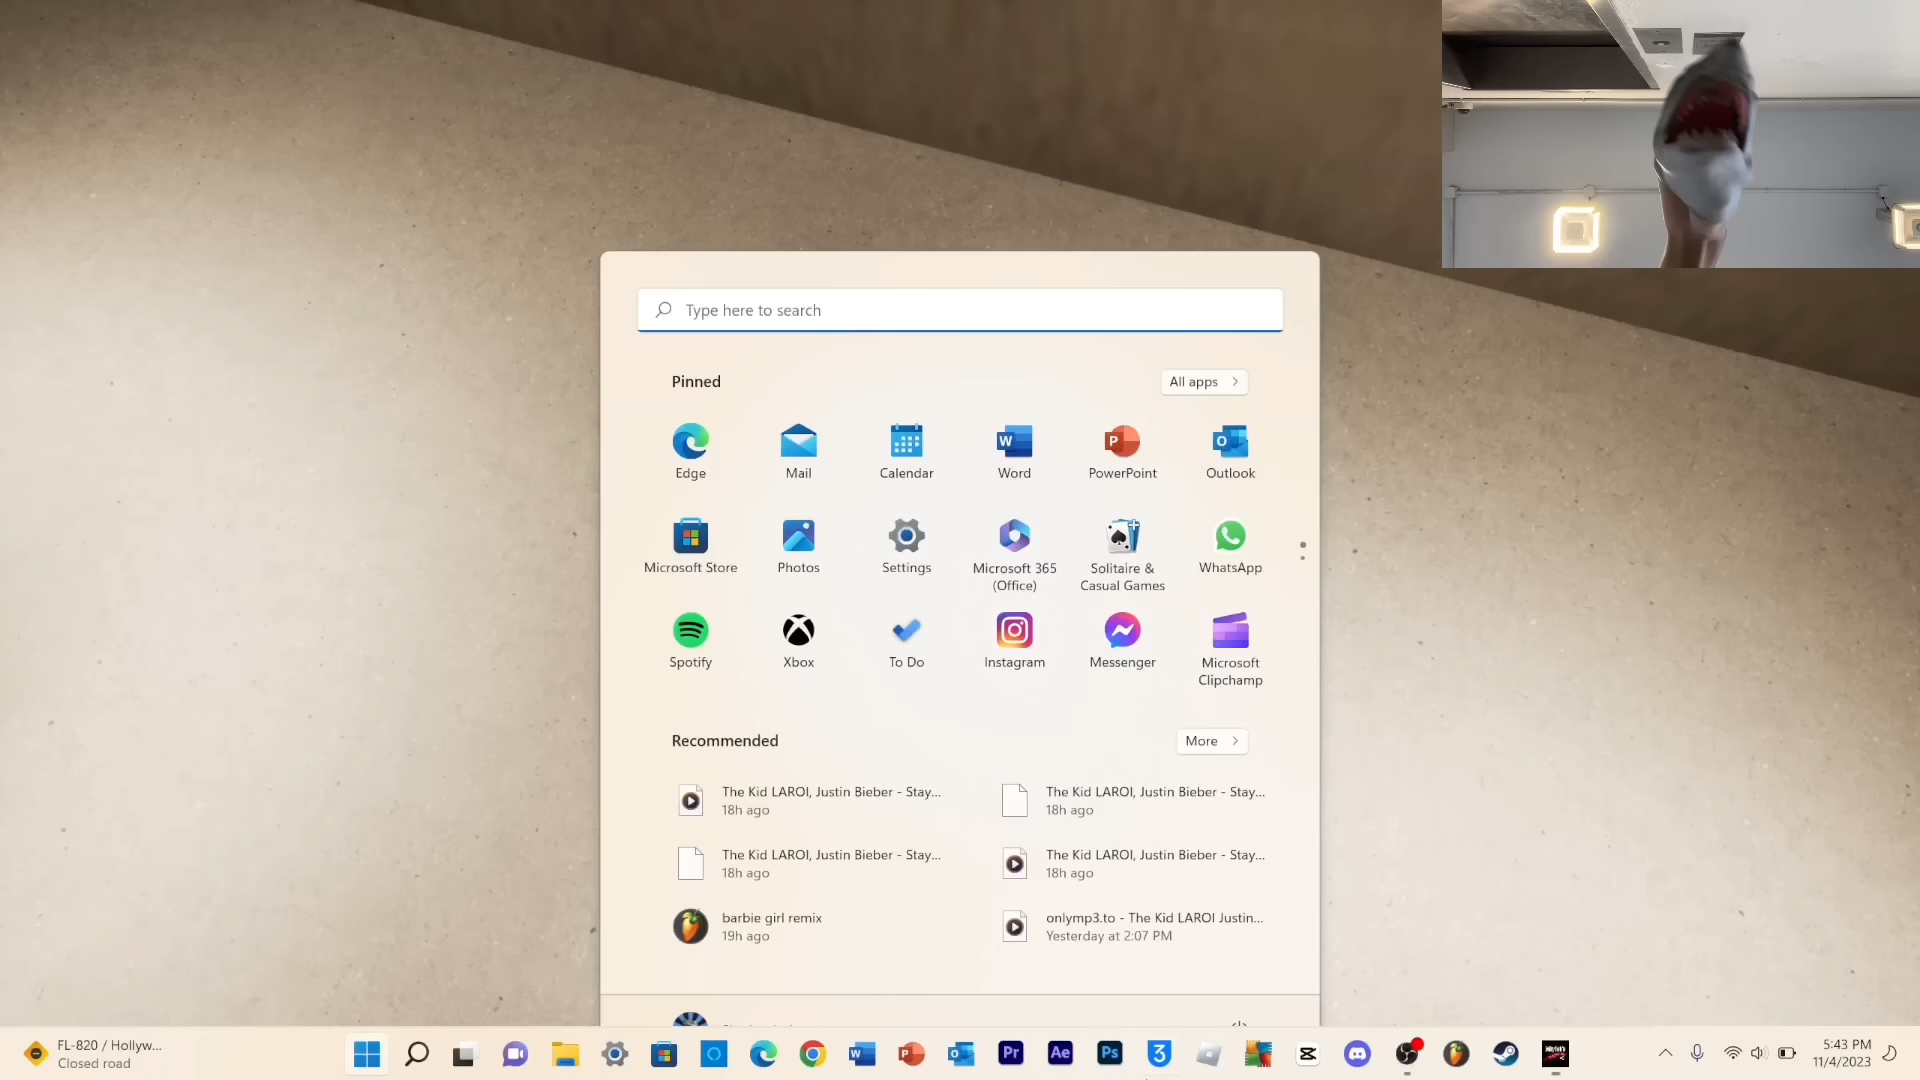 Type here to search
Pinned
All apps
Edge
Mail
Calendar
Word
PowerPoint
Outlook
Microsoft Store
Photos
Settings
Microsoft 365
(Office)
Solitaire &
Casual Games
WhatsApp
Spotify
Xbox
To Do
Instagram
Messenger
Microsoft
Clipchamp
Recommended
More
The Kid LAROI, Justin Bieber - Stay...
18h ago
The Kid LAROI, Justin Bieber - Stay...
18h ago
The Kid LAROI, Justin Bieber - Stay...
18h ago
The Kid LAROI, Justin Bieber - Stay...
18h ago
barbie girl remix
19h ago
onlymp3.to - The Kid LAROI Justin...
Yesterday at 2:07 PM
FL-820 / Hollyw...
Closed road
Pr
Ae
Ps
5:43 PM
11/4/2023